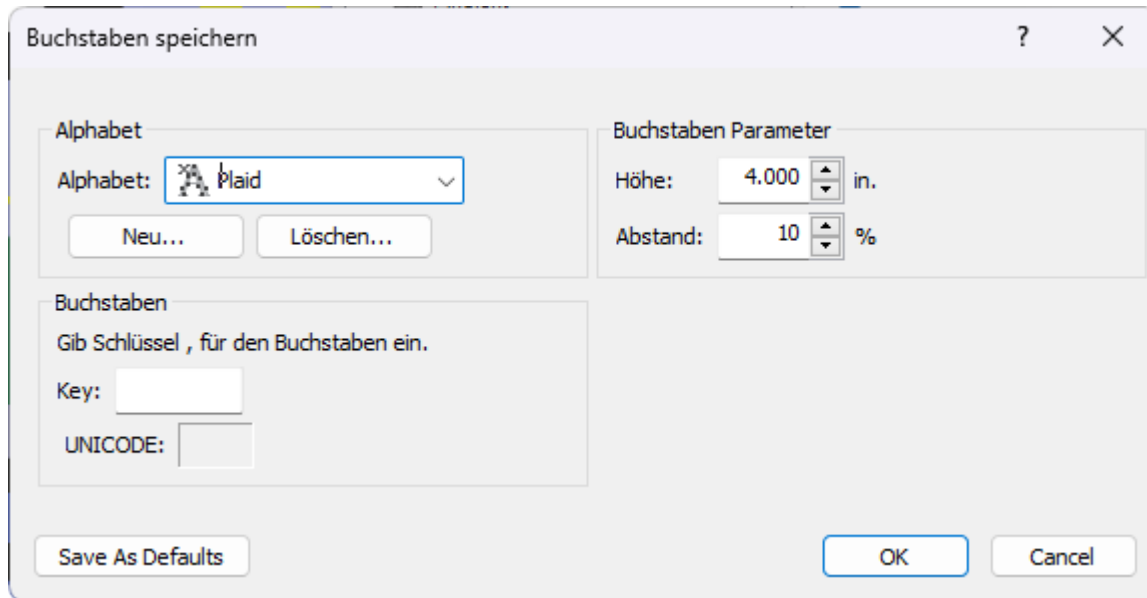 Buchstaben speichern
?
Alphabet
Alphabet: Plaid
Neu... Löschen...
Buchstaben Parameter
Höhe: 4.000 in.
Abstand: 10 %
Buchstaben
Gib Schlüssel , für den Buchstaben ein.
Key:
UNICODE:
Save As Defaults
OK Cancel